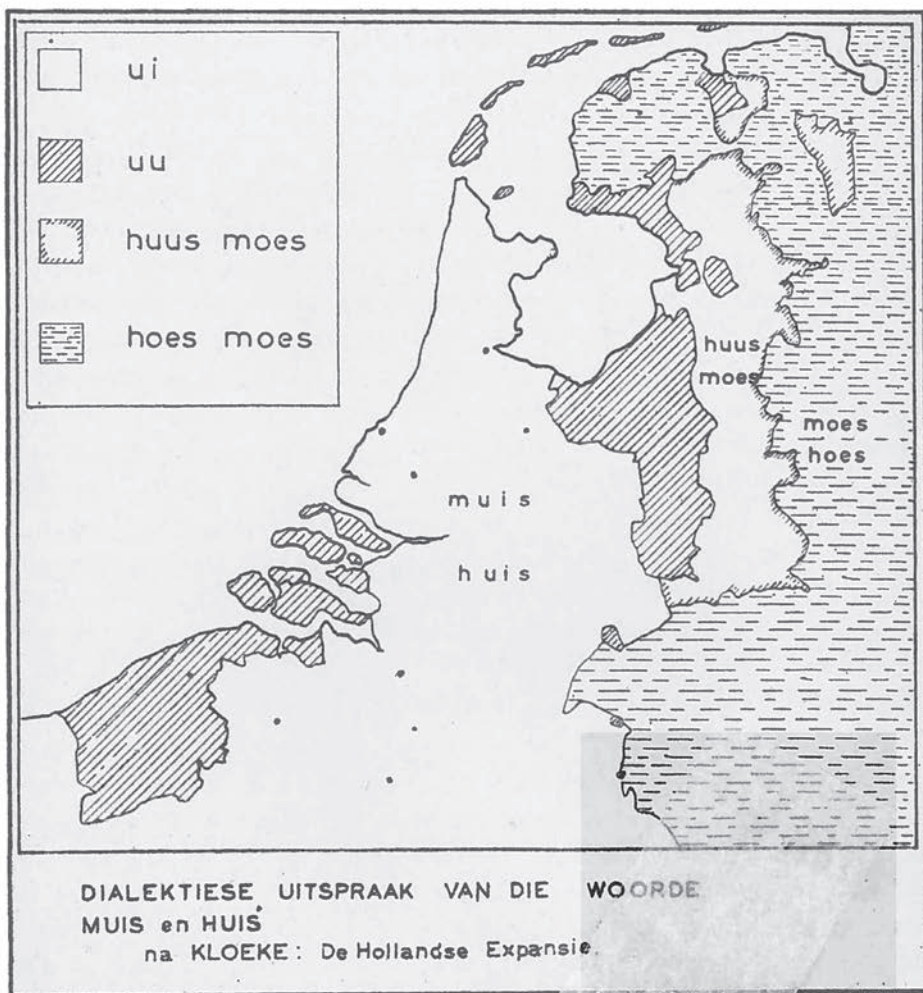 ui
uu
huus moes
hoes moes
huus
moes
moes
hoes
muis
huis
DIALEKTIESE UITSPRAAK VAN DIE WOORDE
MUIS en HUIS
na KLOEKE: De Hollandse Expansie.